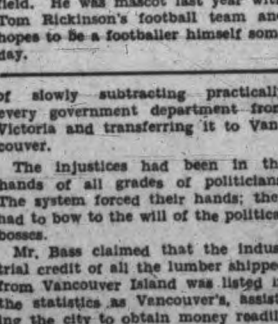 field. He was mascot last year with
Tom Rickinson's football team and
hopes to be a footballer himself some
day.
of slowly subtracting practically
every government department from
Victoria and transferring it to Van
couver.
The injustices had been in the
hands of all grades of politicians
The system forced their hands; they
had to bow to the will of the political
bosses.
Mr. Bass claimed that the indus
trial credit of all the lumber shipped
from Vancouver Island was listed in
the statistics as Vancouver's, assist
ing the city to obtain money readi